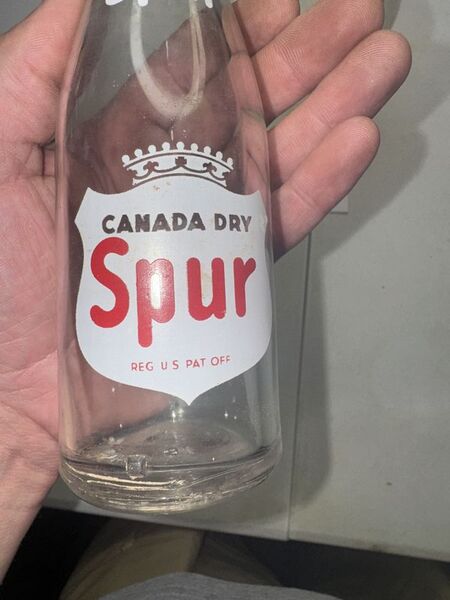 CANADA DRY
Spur
REG U S PAT OFF